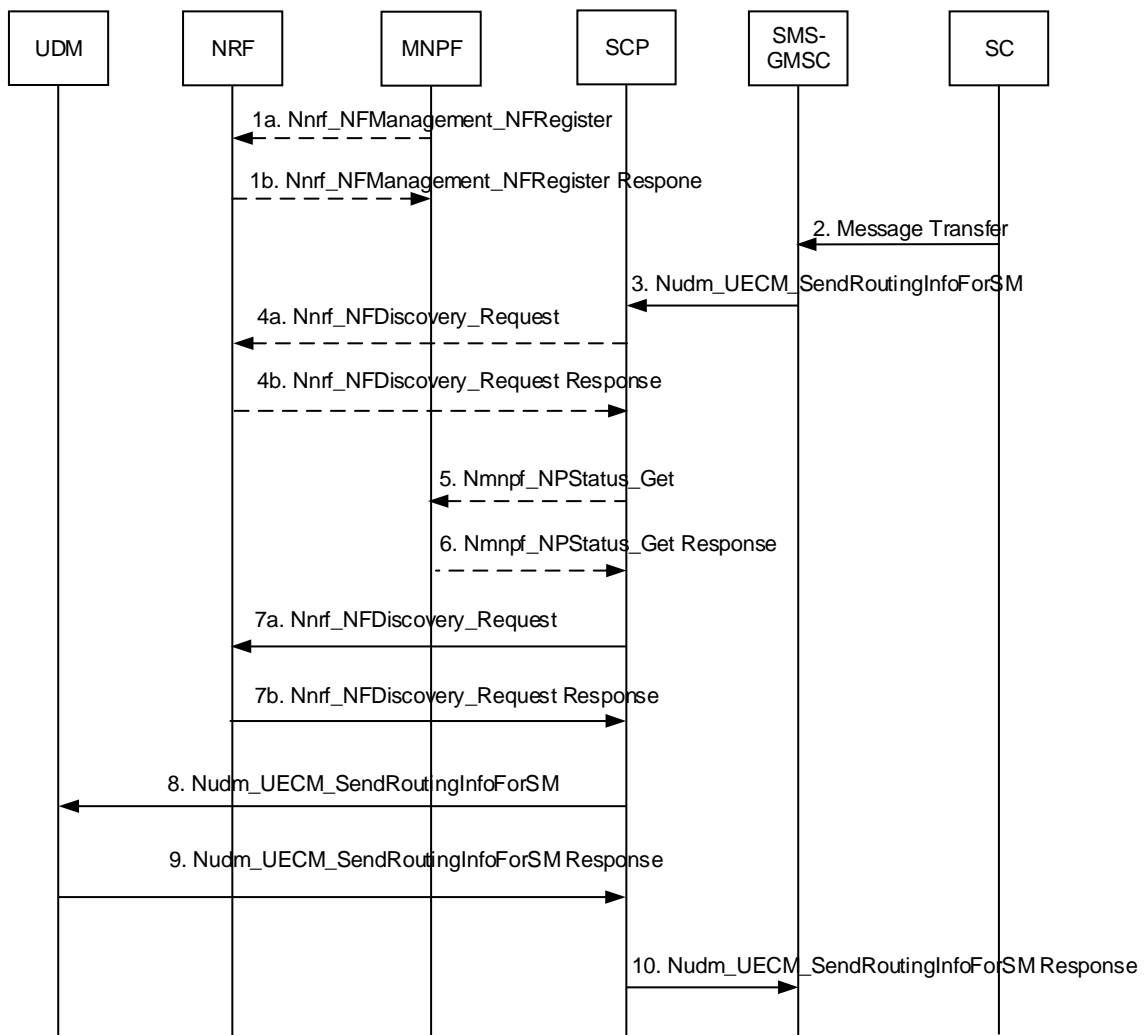 UDM
NRF
MNPF
SCP
SMS-
GMSC
SC
1a. Nnrf_NFManagement_NFRegister
1b. Nnrf_NFManagement_NFRegister Respone
2. Message Transfer
3. Nudm_UECM_SendRoutingInfoForSM
4a. Nnrf_NFDiscovery_Request
4b. Nnrf_NFDiscovery_Request Response
5. Nmnpf_NPStatus_Get
6. Nmnpf_NPStatus_Get Response
7a. Nnrf_NFDiscovery_Request
7b. Nnrf_NFDiscovery_Request Response
8. Nudm_UECM_SendRoutingInfoForSM
9. Nudm_UECM_SendRoutingInfoForSM Response
10. Nudm_UECM_SendRoutingInfoForSM Response